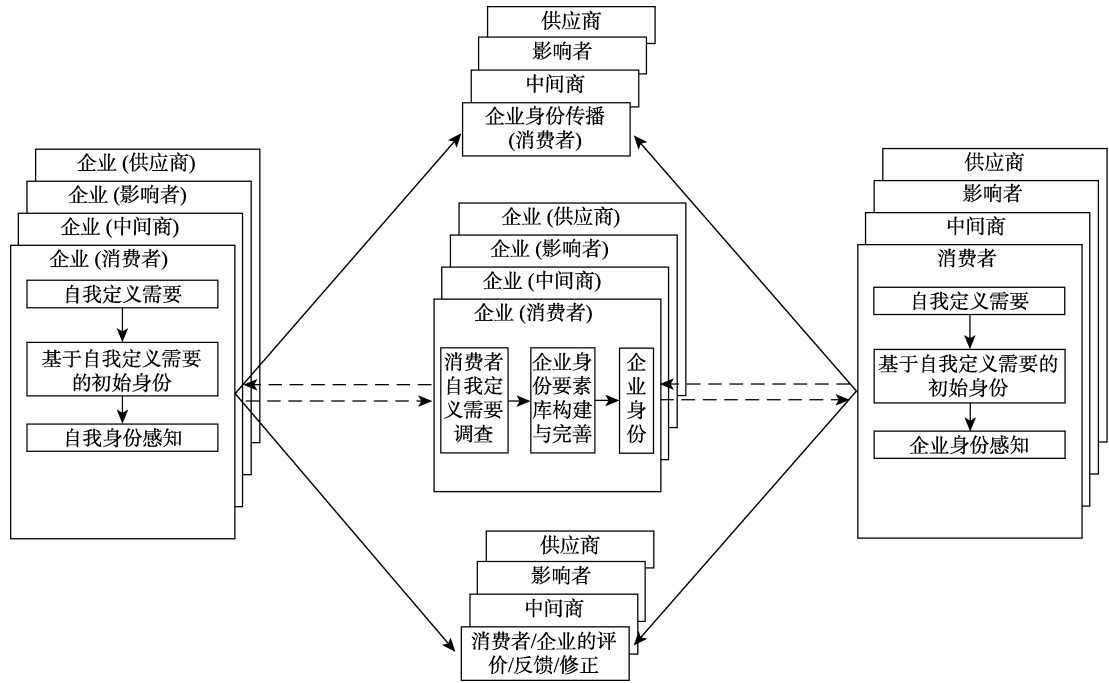 供应商
影响者
中间商
企业身份传播
(消费者)
企业 (供应商)
企业 (影响者)
企业 (中间商)
企业 (消费者)
自我定义需要
基于自我定义需要
的初始身份
自我身份感知
企业 (供应商)
企业 (影响者)
企业 (中间商)
企业 (消费者)
消费者
自我定
义需要
调查
企业身
份要素
库构建
与完善
企
业
身
份
供应商
影响者
中间商
消费者
自我定义需要
基于自我定义需要的
初始身份
企业身份感知
供应商
影响者
中间商
消费者/企业的评
价/反馈/修正